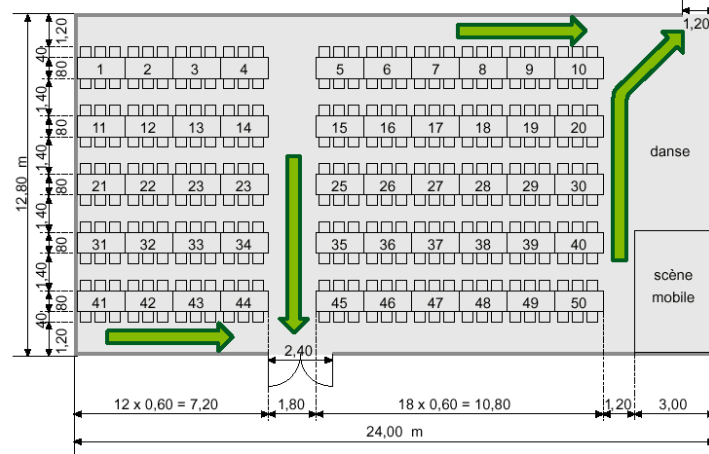 1,20
1,20
40
80
1 2 3 4 5 6 7 8 9 10
1,40
80
11 12 13 14 15 16 17 18 19 20
danse
1,40
12,80 m
80
21 22 23 23 25 26 27 28 29 30
1,40
80
31 32 33 34 35 36 37 38 39 40
1,40
scène
mobile
80
41 42 43 44 45 46 47 48 49 50
40
1,20
2,40
12 x 0,60 = 7,20 1,80 18 x 0,60 = 10,80 1,20 3,00
24,00 m